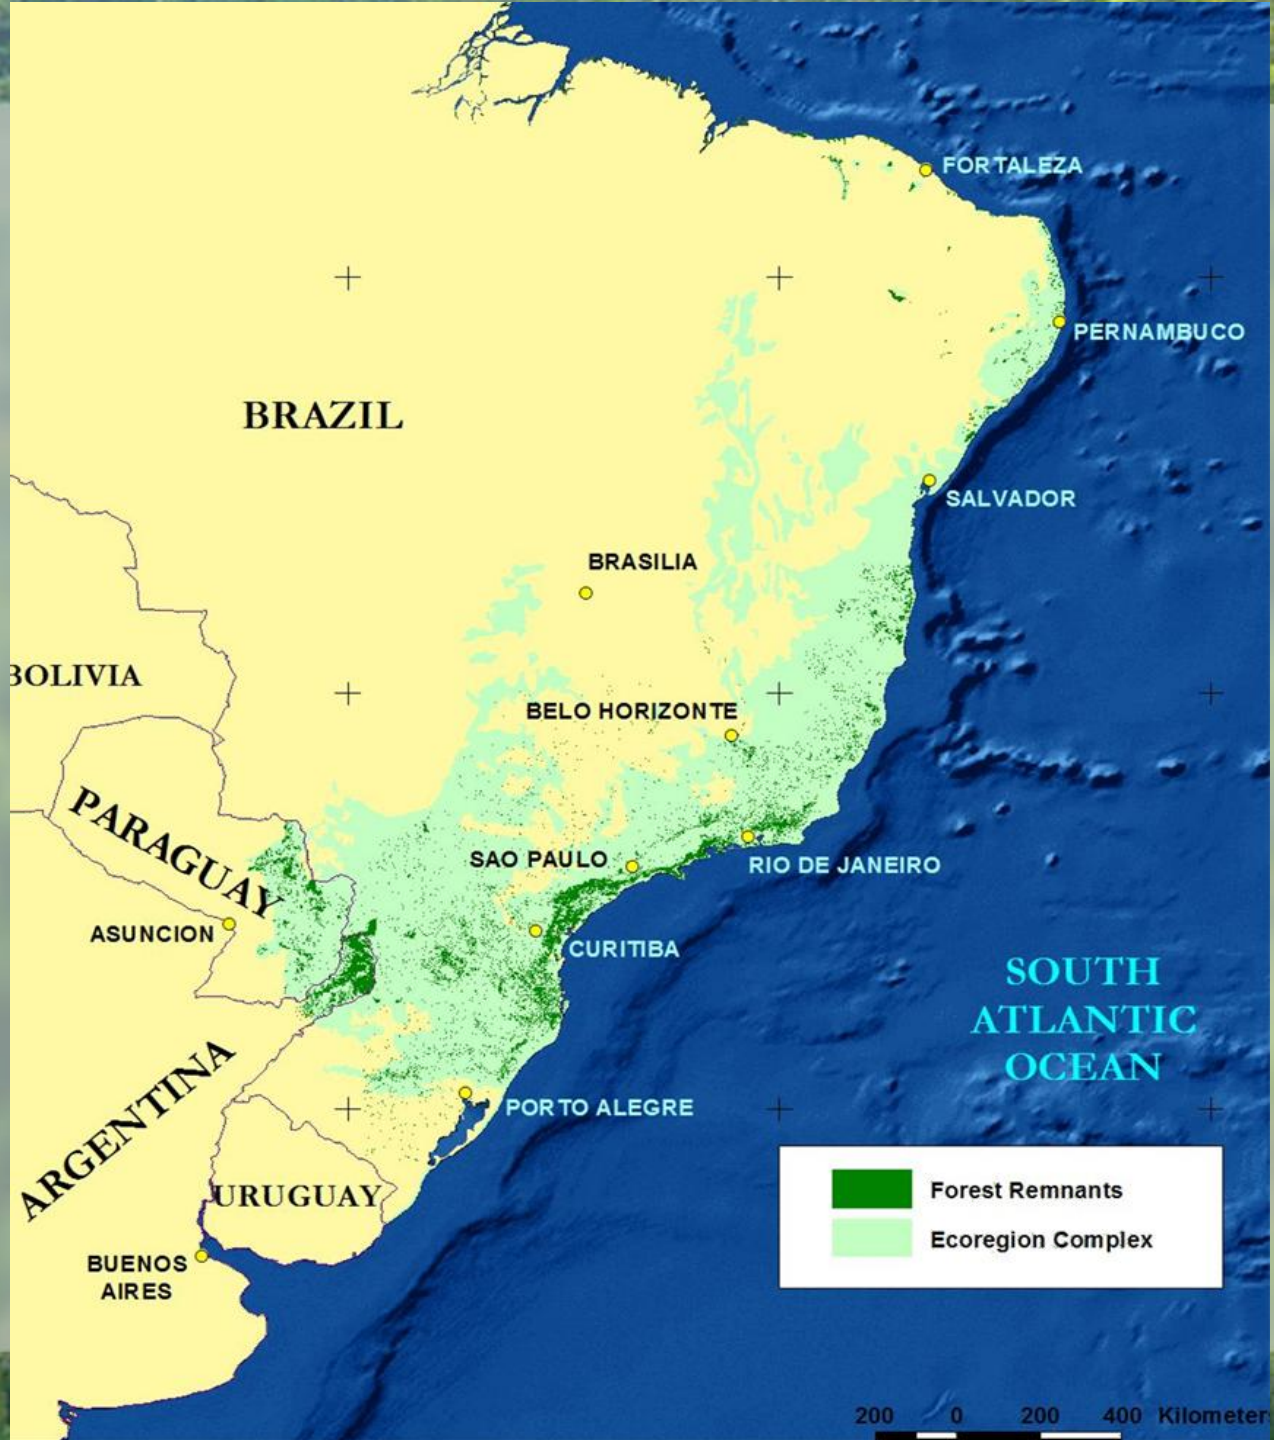 FORTALEZA
PERNAMBUCO
BRAZIL
SALVADOR
BRASILIA
BOLIVIA
BELO HORIZONTE
PARAGUAY
SAO PAULO
RIO DE JANEIRO
ASUNCION
CURITIBA
SOUTH
ATLANTIC
OCEAN
ARGENTINA
PORTO ALEGRE
URUGUAY
Forest Remnants
Ecoregion Complex
BUENOS
AIRES
200 0 200 400 Kilometers